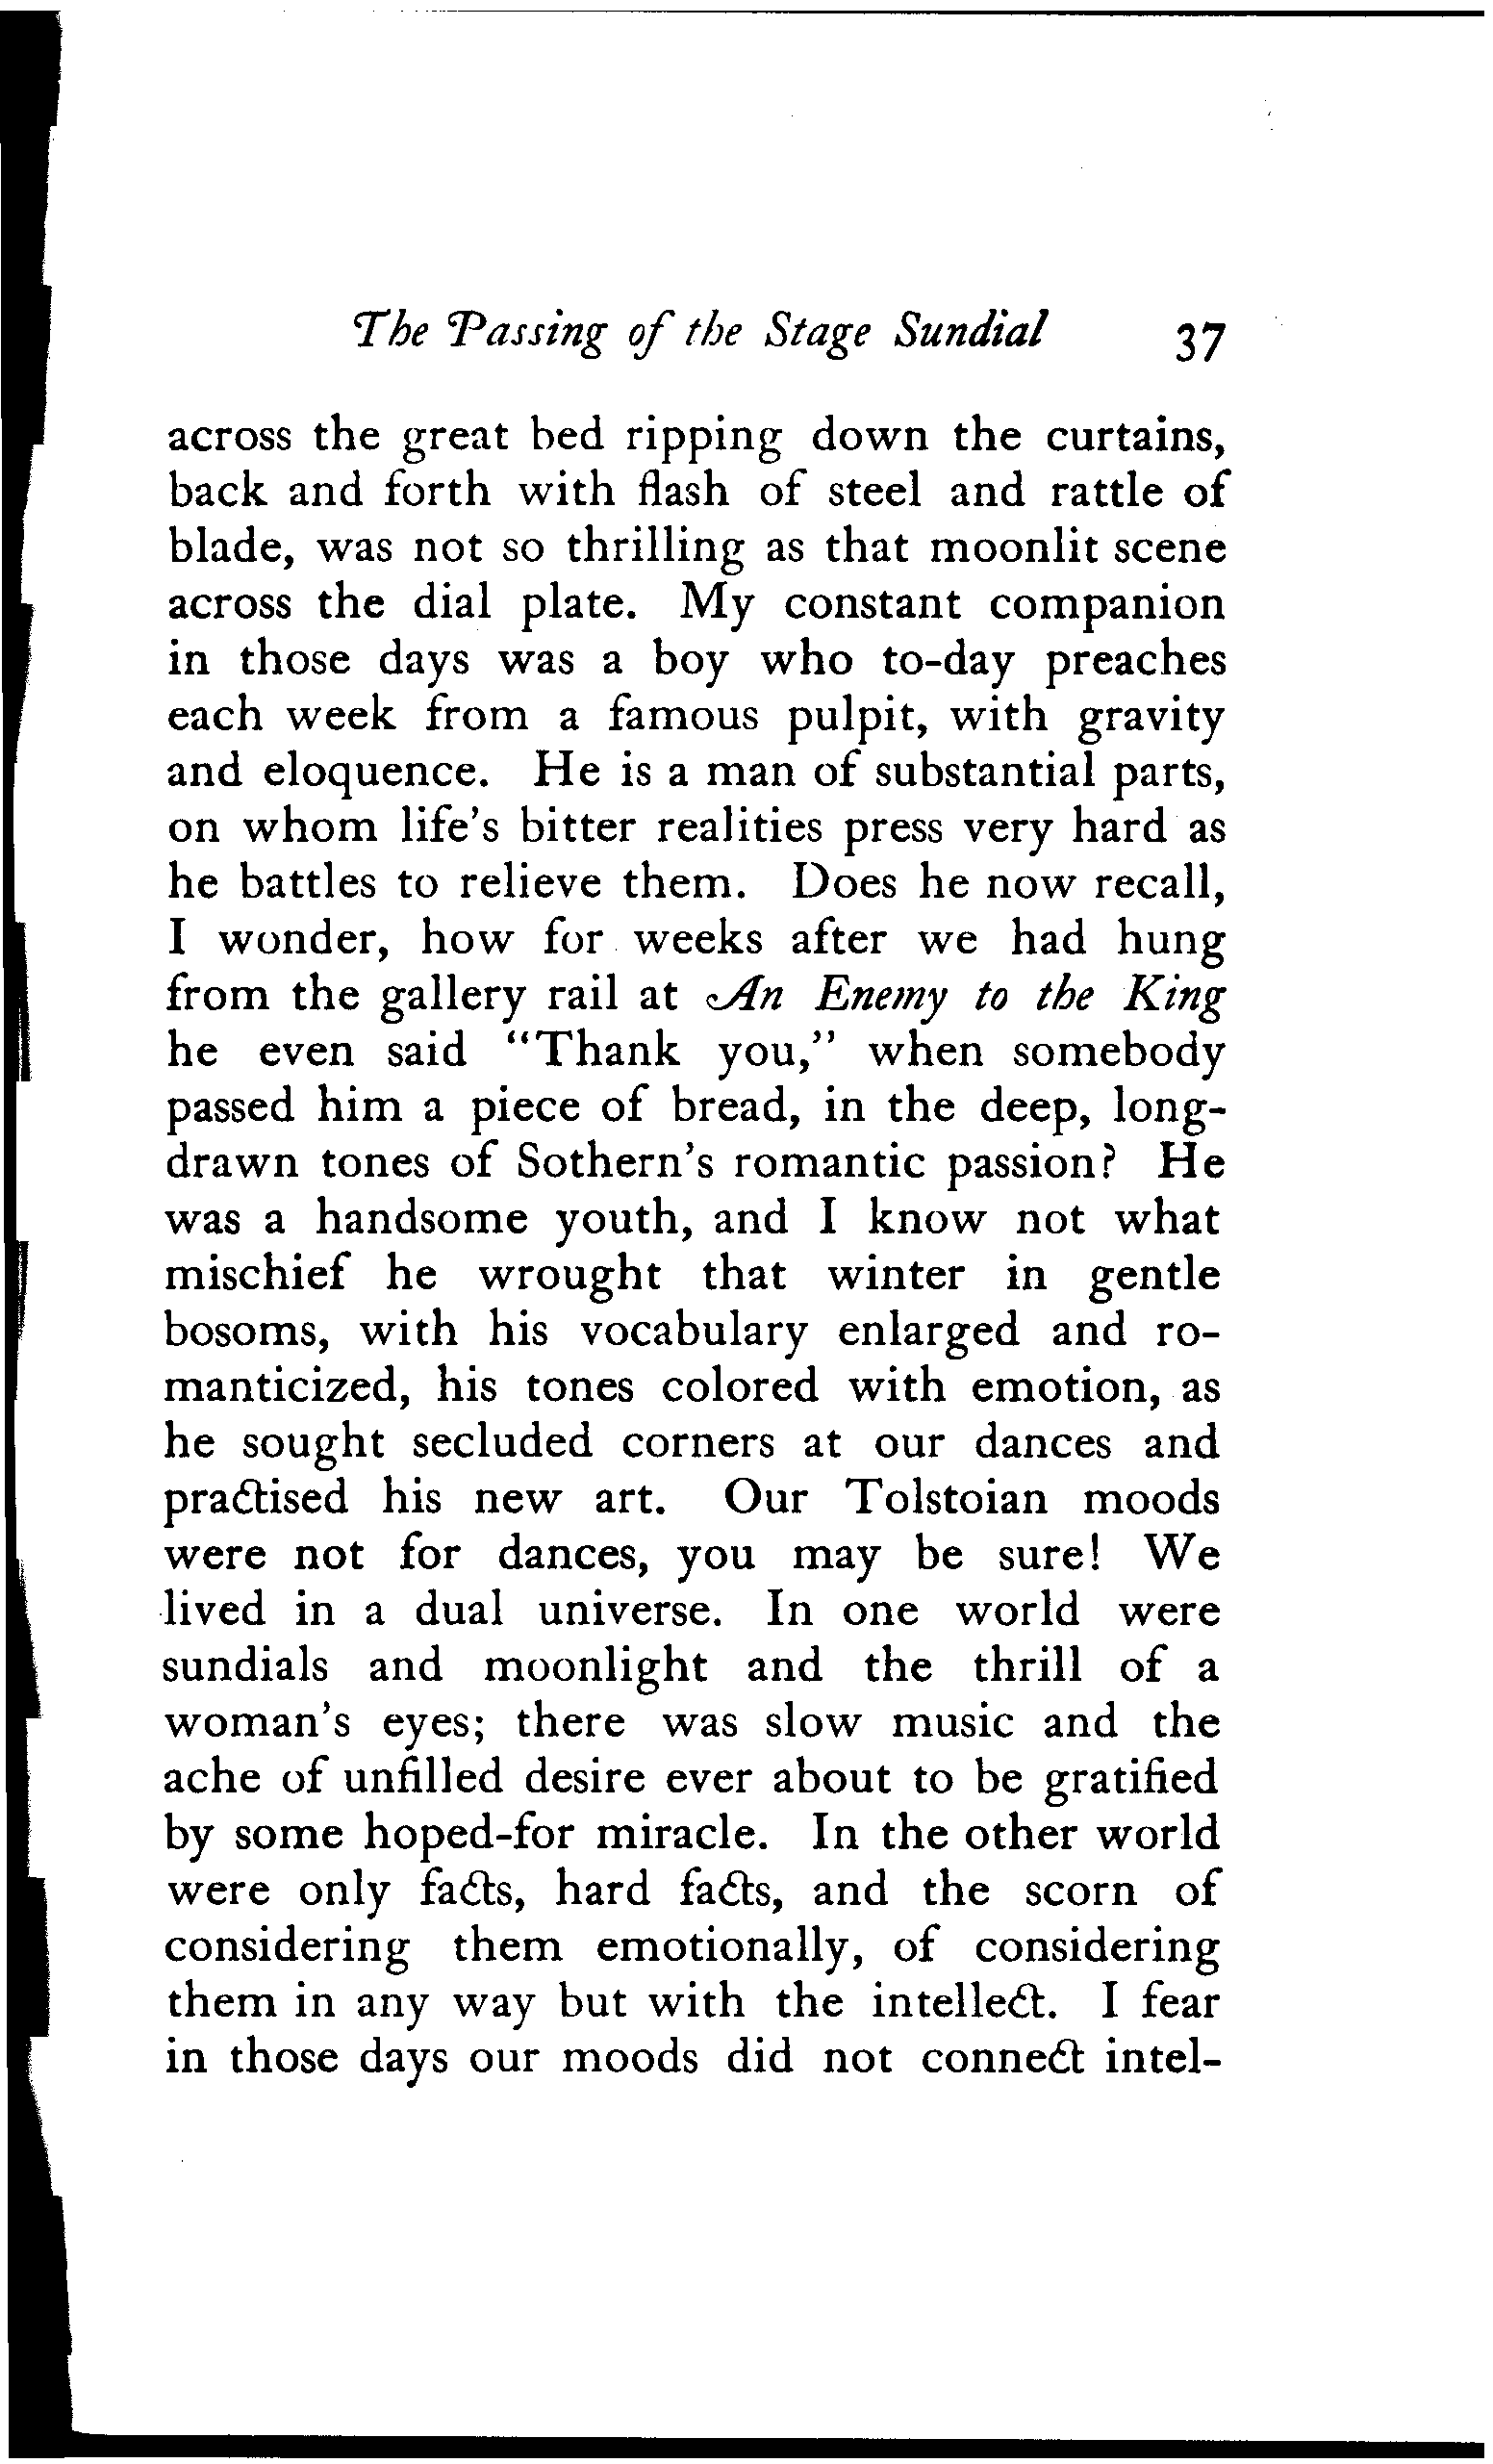 The Passing of the Stage Sundial 37
across the great bed ripping down the curtains,
back and forth with flash of steel and rattle of
blade, was not so thrilling as that moonlit scene
across the dial plate. My constant companion
in those days was a boy who to-day preaches
each week from a famous pulpit, with gravity
and eloquence. He is a man of substantial parts,
on whom life's bitter realities press very hard as
he battles to relieve them. Does he now recall,
I wonder, how for weeks after we had hung
from the gallery rail at An Enemy to the King
he even said "Thank you," when somebody
passed him a piece of bread, in the deep, long-
drawn tones of Sothern's romantic passion? He
was a handsome youth, and I know not what
mischief he wrought that winter in gentle
bosoms, with his vocabulary enlarged and ro-
manticized, his tones colored with emotion, as
he sought secluded corners at our dances and
practised his new art. Our Tolstoian moods
were not for dances, you may be sure! We
lived in a dual universe. In one world were
sundials and moonlight and the thrill of a
woman's eyes; there was slow music and the
ache of unfilled desire ever about to be gratified
by some hoped-for miracle. In the other world
were only facts, hard facts, and the scorn of
considering them emotionally, of considering
them in any way but with the intellect. I fear
in those days our moods did not connect intel-